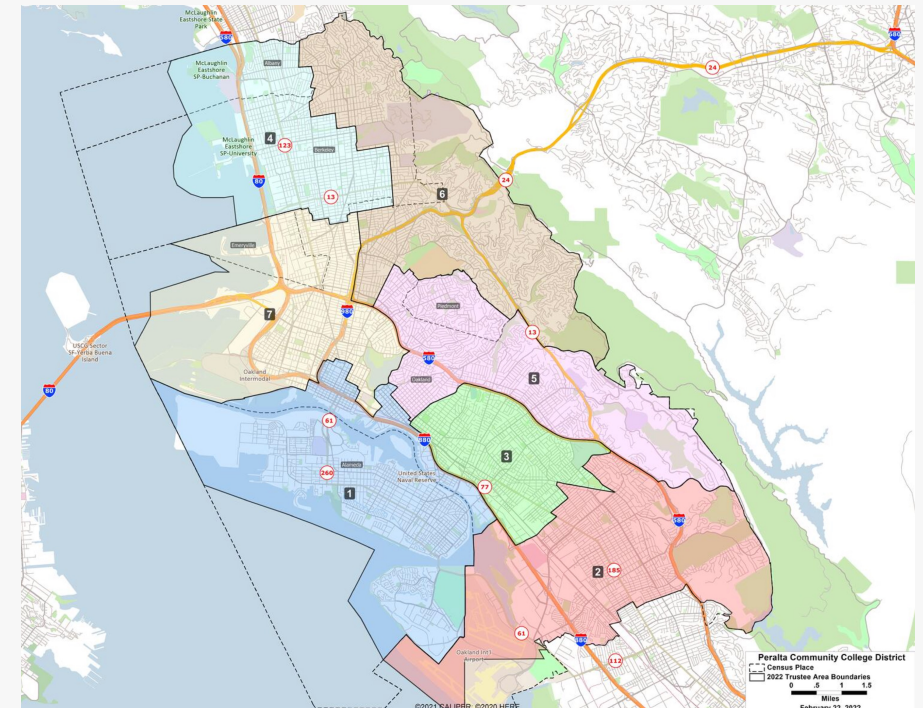 McLaughlin
Eastshore State
Park
580
680
McLaughlin
Eastshore
SP-Buchanan
Albany
24
4
McLaughlin
Eastshore
SP-University
123
Berkeley
80
24
13
6
Emeryville
7
980
Piedmont
13
USCG Sector
SF-Yerba Buena
Island
80
580
Oakland
Intermodal
Oakland
5
61
880
3
260
Alameda
United States
Naval Reserve
77
1
580
2
185
61
880
Oakland Int'l
Airport
112
Peralta Community College District
Census Place
2022 Trustee Area Boundaries
0 .5 1 1.5
Miles
February 22, 2022
©2021 CALIPER; ©2020 HERE